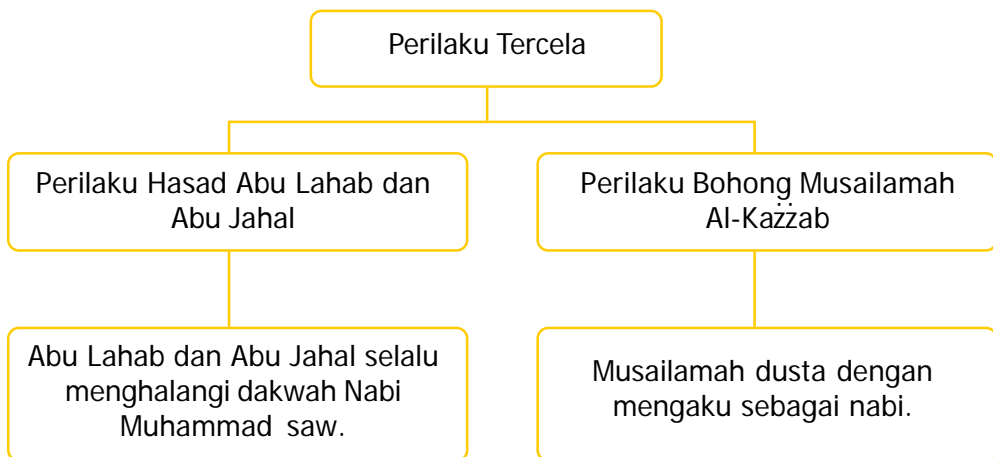 Perilaku Tercela
Perilaku Hasad Abu Lahab dan
Abu Jahal
Perilaku Bohong Musailamah
Al-Każżab
Abu Lahab dan Abu Jahal selalu
menghalangi dakwah Nabi
Muhammad saw.
Musailamah dusta dengan
mengaku sebagai nabi.